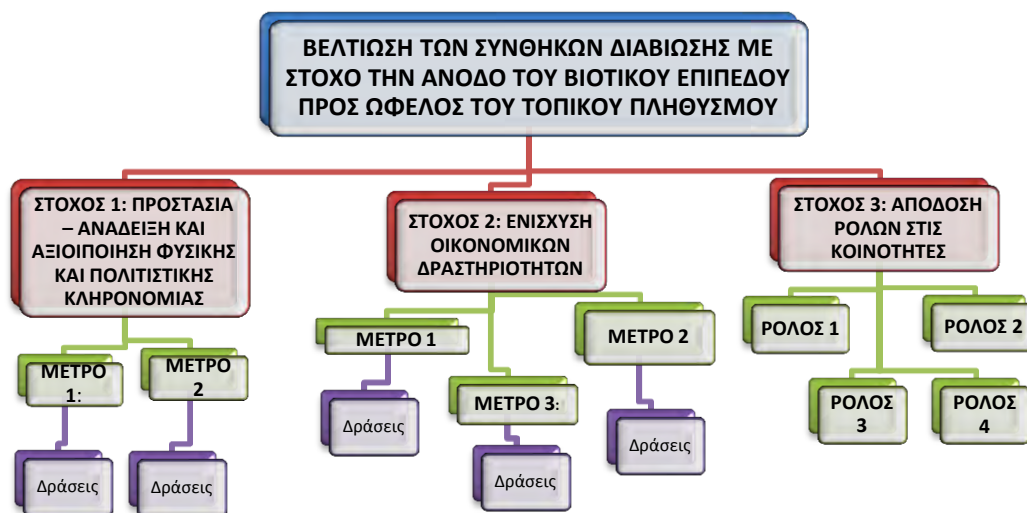 ΒΕΛΤΙΩΣΗ ΤΩΝ ΣΥΝΘΗΚΩΝ ΔΙΑΒΙΩΣΗΣ ΜΕ
ΣΤΟΧΟ ΤΗΝ ΑΝΟΔΟ ΤΟΥ ΒΙΟΤΙΚΟΥ ΕΠΙΠΕΔΟΥ
ΠΡΟΣ ΩΦΕΛΟΣ ΤΟΥ ΤΟΠΙΚΟΥ ΠΛΗΘΥΣΜΟΥ
ΣΤΟΧΟΣ 1: ΠΡΟΣΤΑΣΙΑ
– ΑΝΑΔΕΙΞΗ ΚΑΙ
ΑΞΙΟΙΠΟΙΗΣΗ ΦΥΣΙΚΗΣ
ΚΑΙ ΠΟΛΙΤΙΣΤΙΚΗΣ
ΚΛΗΡΟΝΟΜΙΑΣ
ΜΕΤΡΟ
1:
Δράσεις
ΜΕΤΡΟ
2
Δράσεις
ΣΤΟΧΟΣ 2: ΕΝΙΣΧΥΣΗ
ΟΙΚΟΝΟΜΙΚΩΝ
ΔΡΑΣΤΗΡΙΟΤΗΤΩΝ
ΜΕΤΡΟ 1
Δράσεις
ΜΕΤΡΟ 3:
Δράσεις
ΜΕΤΡΟ 2
Δράσεις
ΣΤΟΧΟΣ 3: ΑΠΟΔΟΣΗ
ΡΟΛΩΝ ΣΤΙΣ
ΚΟΙΝΟΤΗΤΕΣ
ΡΟΛΟΣ 1
ΡΟΛΟΣ 2
ΡΟΛΟΣ
3
ΡΟΛΟΣ
4